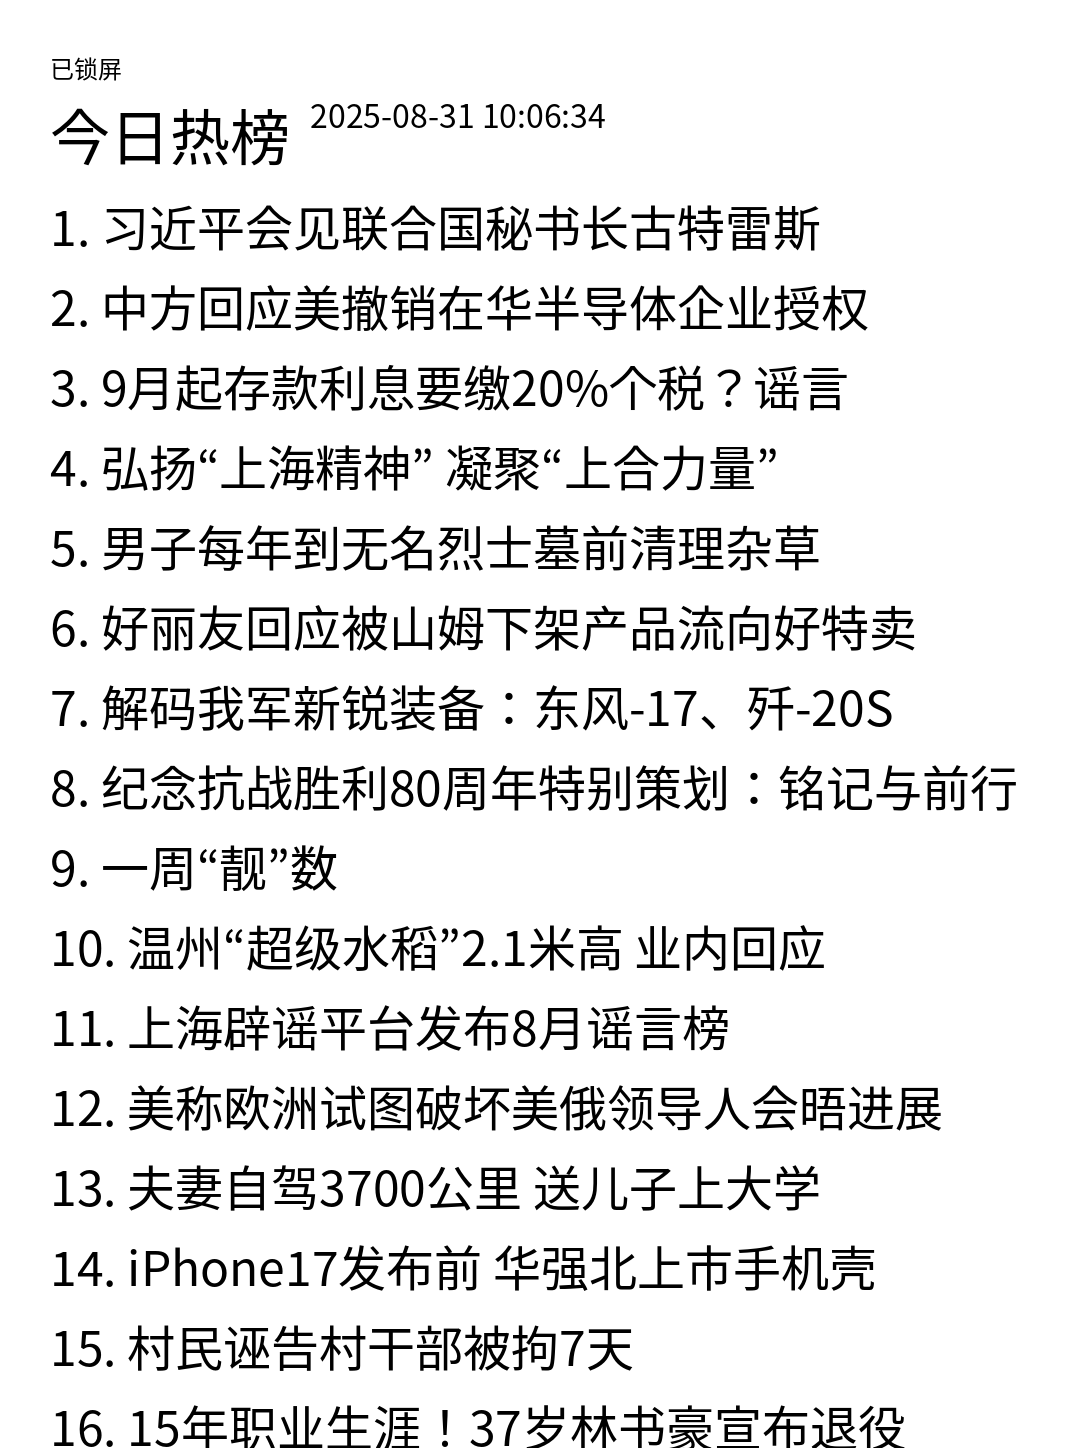 已锁屏
今日热榜 2025-08-31 10:06:34
1. 习近平会见联合国秘书长古特雷斯
2. 中方回应美撤销在华半导体企业授权
3. 9月起存款利息要缴20%个税？谣言
4. 弘扬“上海精神” 凝聚“上合力量”
5. 男子每年到无名烈士墓前清理杂草
6. 好丽友回应被山姆下架产品流向好特卖
7. 解码我军新锐装备：东风-17、歼-20S
8. 纪念抗战胜利80周年特别策划：铭记与前行
9. 一周“靓”数
10. 温州“超级水稻”2.1米高 业内回应
11. 上海辟谣平台发布8月谣言榜
12. 美称欧洲试图破坏美俄领导人会晤进展
13. 夫妻自驾3700公里 送儿子上大学
14. iPhone17发布前 华强北上市手机壳
15. 村民诬告村干部被拘7天
16. 15年职业生涯！37岁林书豪宣布退役